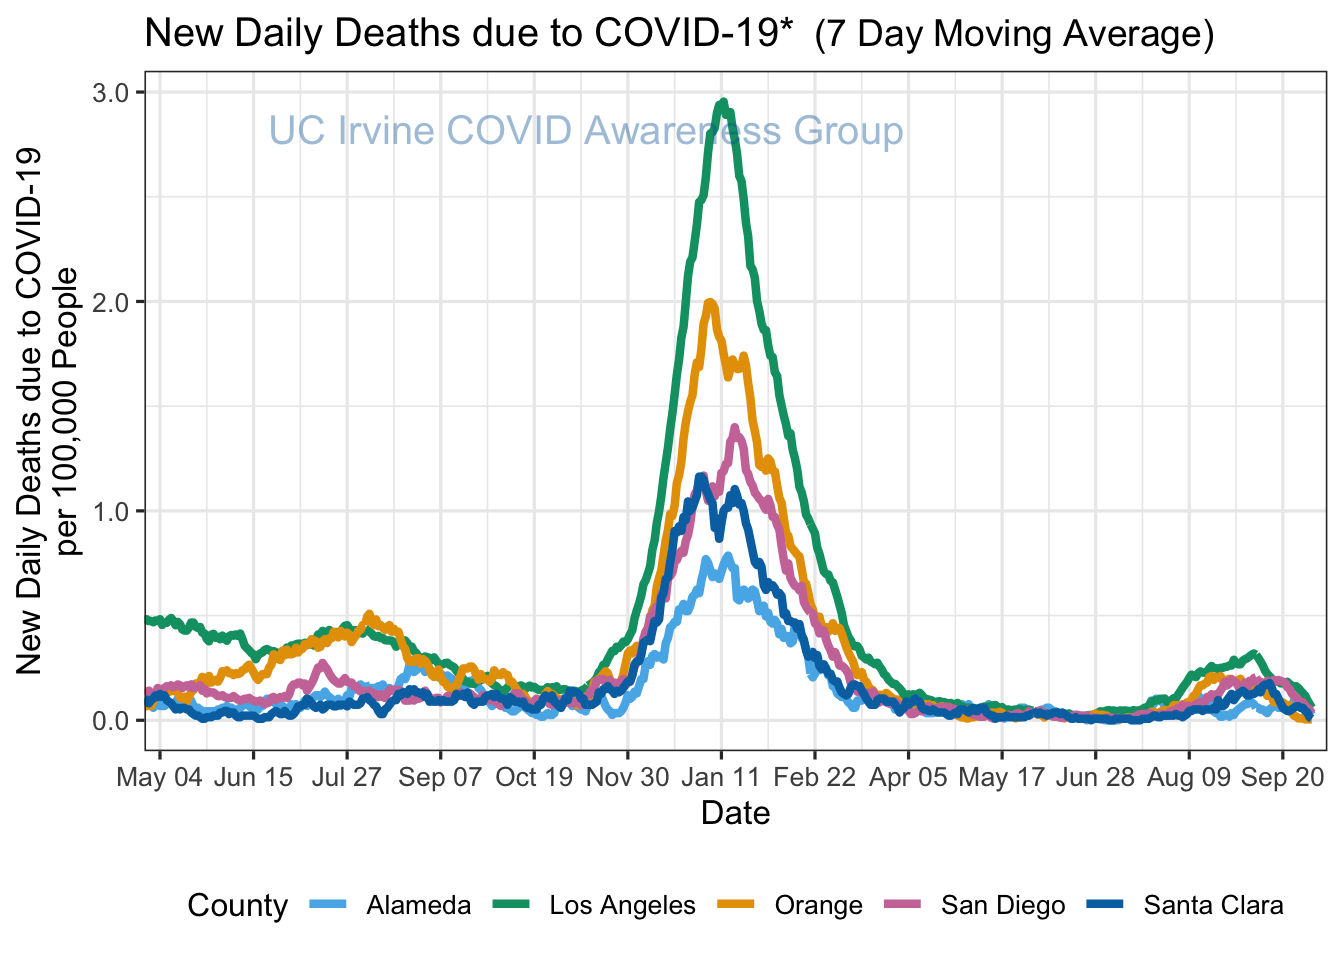 New Daily Deaths due to COVID-19* (7 Day Moving Average)
UC Irvine COVID Awareness Group
New Daily Deaths due to COVID-19
per 100,000 People
3.0
2.0
1.0
0.0
May 04 Jun 15 Jul 27 Sep 07 Oct 19 Nov 30 Jan 11 Feb 22 Apr 05 May 17 Jun 28 Aug 09 Sep 20
Date
County Alameda Los Angeles Orange San Diego Santa Clara